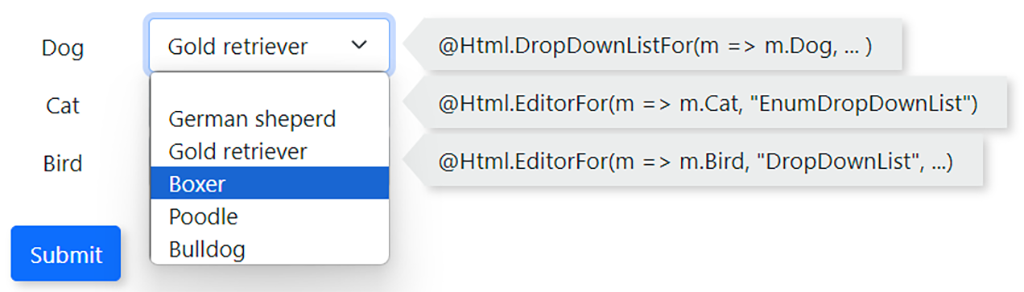 Dog
Gold retriever
@Html.DropDownListFor(m => m.Dog, ... )
Cat
German sheperd
@Html.EditorFor(m => m.Cat, "EnumDropDownList")
Gold retriever
Bird
@Html.EditorFor(m => m.Bird, "DropDownList", ...)
Boxer
Poodle
Bulldog
Submit